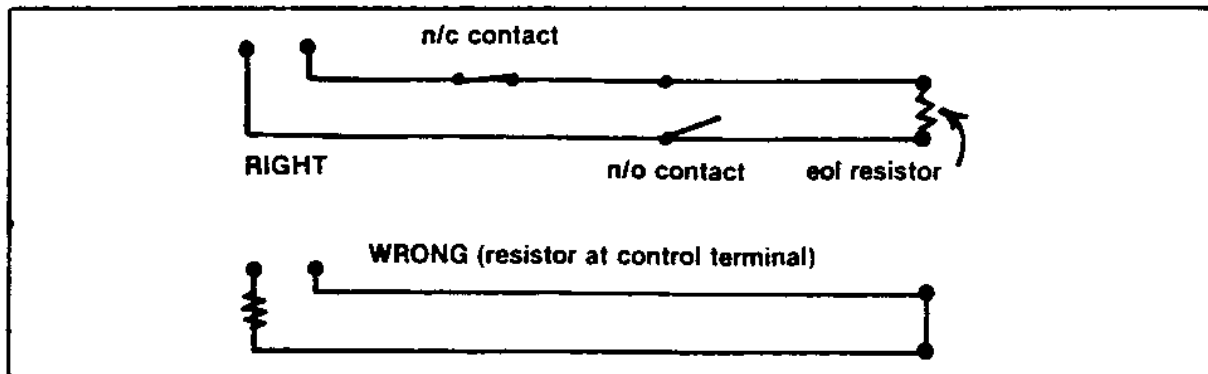 n/c contact
RIGHT
n/o contact
eol resistor
WRONG (resistor at control terminal)